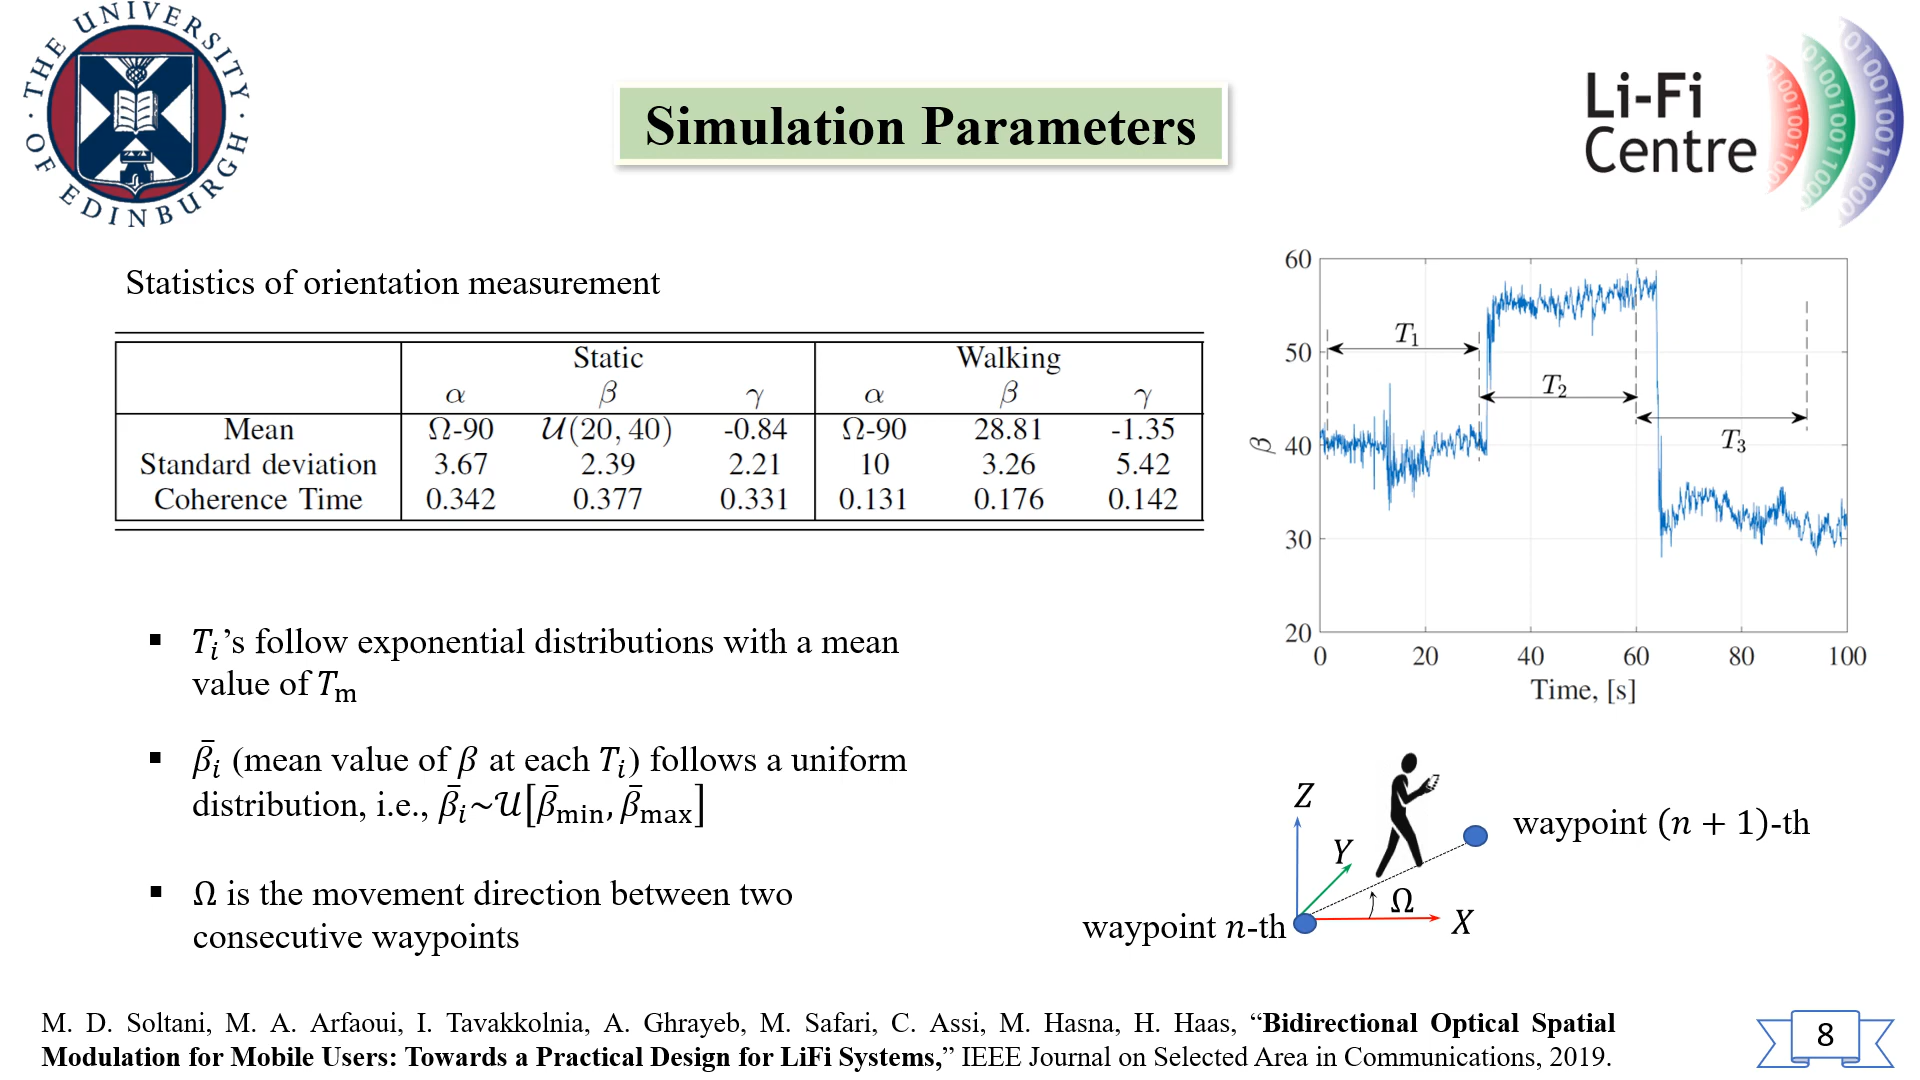 THE UNIVERSITY OF EDINBURGH
Simulation Parameters
Li-Fi
Centre
Statistics of orientation measurement
Static Walking
α β γ α β γ
Mean Ω-90 𝒰(20, 40) -0.84 Ω-90 28.81 -1.35
Standard deviation 3.67 2.39 2.21 10 3.26 5.42
Coherence Time 0.342 0.377 0.331 0.131 0.176 0.142
60
50
40
30
20
β
T₁
T₂
T₃
0 20 40 60 80 100
Time, [s]
▪ Tᵢ’s follow exponential distributions with a mean
value of Tₘ
▪ β̄ᵢ (mean value of β at each Tᵢ) follows a uniform
distribution, i.e., β̄ᵢ~𝒰[β̄min, β̄max]
▪ Ω is the movement direction between two
consecutive waypoints
Z
Y
X
Ω
waypoint (n + 1)-th
waypoint n-th
M. D. Soltani, M. A. Arfaoui, I. Tavakkolnia, A. Ghrayeb, M. Safari, C. Assi, M. Hasna, H. Haas, “Bidirectional Optical Spatial
Modulation for Mobile Users: Towards a Practical Design for LiFi Systems,” IEEE Journal on Selected Area in Communications, 2019.
8